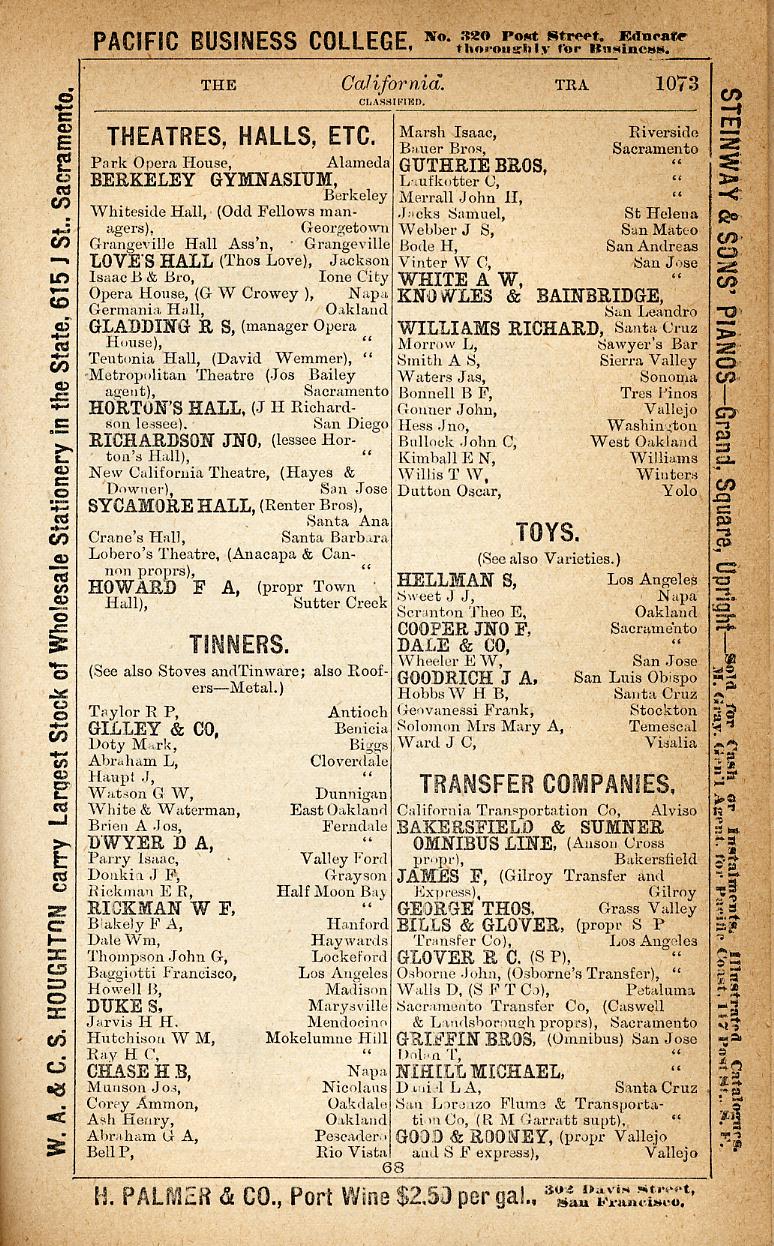 PACIFIC BUSINESS COLLEGE, No. 320 Post Street. Educate
thoroughly for Business.
THE California. TRA 1073
CLASSIFIED.
THEATRES, HALLS, ETC.
Park Opera House, Alameda
BERKELEY GYMNASIUM,
Berkeley
Whiteside Hall, (Odd Fellows man-
agers), Georgetown
Grangeville Hall Ass'n, Grangeville
LOVE'S HALL (Thos Love), Jackson
Isaac B & Bro, Ione City
Opera House, (G W Crowey ), Napa
Germania Hall, Oakland
GLADDING R S, (manager Opera
House), “
Teutonia Hall, (David Wemmer), “
Metropolitan Theatre (Jos Bailey
agent), Sacramento
HORTON'S HALL, (J H Richard-
son lessee). San Diego
RICHARDSON JNO, (lessee Hor-
ton's Hall), “
New California Theatre, (Hayes &
Downer), San Jose
SYCAMORE HALL, (Renter Bros),
Santa Ana
Crane's Hall, Santa Barbara
Lobero's Theatre, (Anacapa & Can-
non proprs), “
HOWARD F A, (propr Town
Hall), Sutter Creek
TINNERS.
(See also Stoves andTinware; also Roof-
ers—Metal.)
Taylor R P, Antioch
GILLEY & CO, Benicia
Doty Mark, Biggs
Abraham L, Cloverdale
Haupt J, “
Watson G W, Dunnigan
White & Waterman, East Oakland
Brien A Jos, Ferndale
DWYER D A, “
Parry Isaac, Valley Ford
Donkin J F, Grayson
Rickman E R, Half Moon Bay
RICKMAN W F, “
Blakely F A, Hanford
Dale Wm, Haywards
Thompson John G, Lockeford
Baggiotti Francisco, Los Angeles
Howell B, Madison
DUKE S, Marysville
Jarvis H H. Mendocino
Hutchison W M, Mokelumne Hill
Ray H C, “
CHASE H B, Napa
Munson Jos, Nicolaus
Corey Ammon, Oakdale
Ash Henry, Oakland
Abraham G A, Pescadero
Bell P, Rio Vista
Marsh Isaac, Riverside
Bauer Bros, Sacramento
GUTHRIE BROS, “
Laufkotter C, “
Merrall John H, “
Jacks Samuel, St Helena
Webber J S, San Mateo
Bode H, San Andreas
Vinter W C, San Jose
WHITE A W, “
KNOWLES & BAINBRIDGE,
San Leandro
WILLIAMS RICHARD, Santa Cruz
Morrow L, Sawyer's Bar
Smith A S, Sierra Valley
Waters Jas, Sonoma
Bonnell B F, Tres Pinos
Gonner John, Vallejo
Hess Jno, Washington
Bullock John C, West Oakland
Kimball E N, Williams
Willis T W, Winters
Dutton Oscar, Yolo
TOYS.
(See also Varieties.)
HELLMAN S, Los Angeles
Sweet J J, Napa
Scranton Theo E, Oakland
COOPER JNO F, Sacramento
DALE & CO, “
Wheeler E W, San Jose
GOODRICH J A, San Luis Obispo
Hobbs W H B, Santa Cruz
Geovanessi Frank, Stockton
Solomon Mrs Mary A, Temescal
Ward J C, Visalia
TRANSFER COMPANIES.
California Transportation Co, Alviso
BAKERSFIELD & SUMNER
OMNIBUS LINE, (Anson Cross
propr), Bakersfield
JAMES F, (Gilroy Transfer and
Express), Gilroy
GEORGE THOS, Grass Valley
BILLS & GLOVER, (propr S P
Transfer Co), Los Angeles
GLOVER R C. (S P), “
Osborne John, (Osborne's Transfer), “
Walls D, (S F T Co), Petaluma
Sacramento Transfer Co, (Caswell
& Landsborough proprs), Sacramento
GRIFFIN BROS, (Omnibus) San Jose
Dolan T, “
NIHILL MICHAEL, “
Daniel L A, Santa Cruz
San Lorenzo Flume & Transporta-
tion Co, (R M Garratt supt), “
GOOD & ROONEY, (propr Vallejo
and S F express), Vallejo
68
H. PALMER & CO., Port Wine $2.50 per gal., 302 Davis Street,
San Francisco.
W. A. & C. S. HOUGHTON carry Largest Stock of Wholesale Stationery in the State, 615 J St., Sacramento.
STEINWAY & SONS' PIANOS—Grand, Square, Upright—Sold for Cash or Instalments. Illustrated Catalogues.
M. Gray, Gen'l Agent, for Pacific Coast, 117 Post St., S. F.